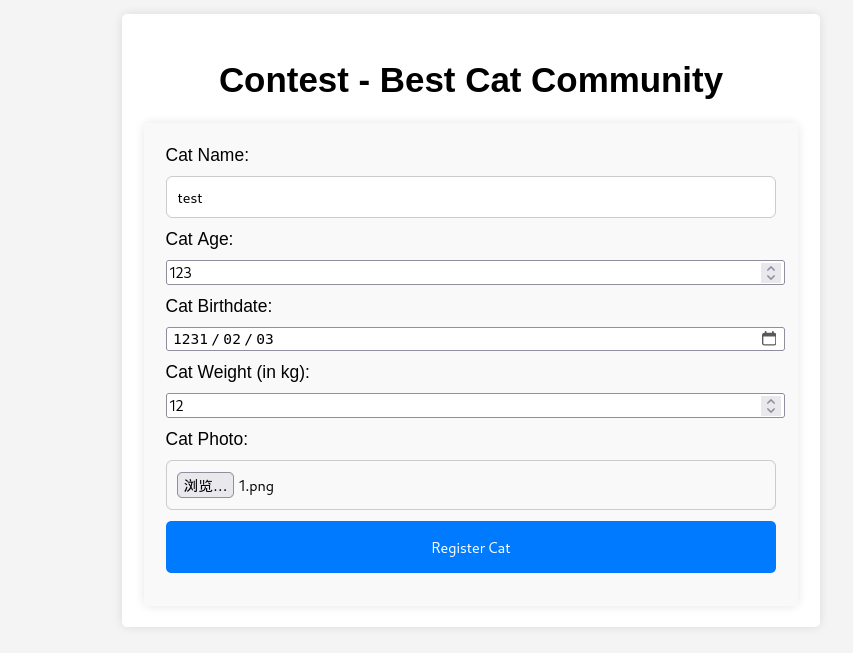 Contest - Best Cat Community
Cat Name:
test
Cat Age:
123
Cat Birthdate:
1231 / 02 / 03
Cat Weight (in kg):
12
Cat Photo:
浏览… 1.png
Register Cat